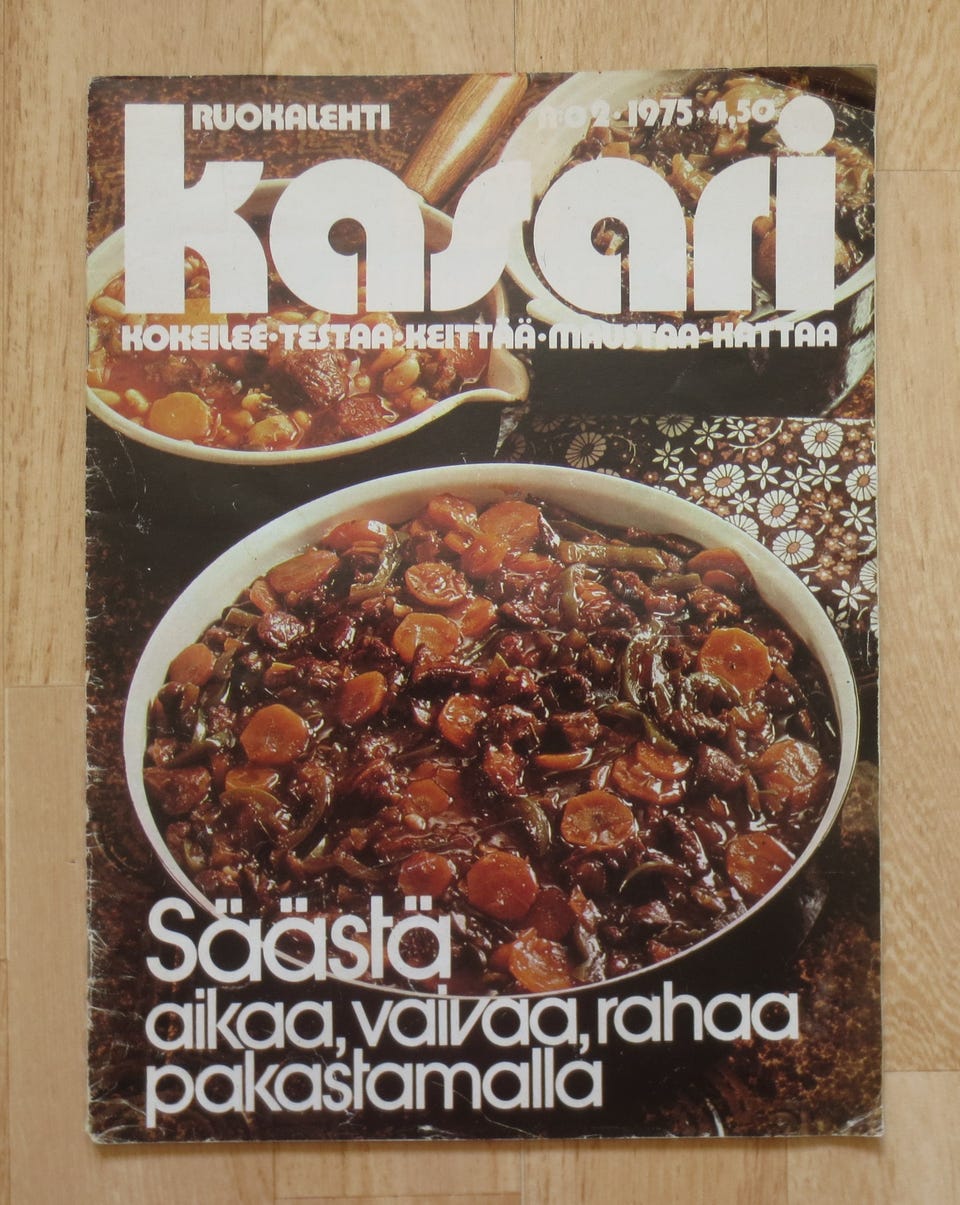 RUOKALEHTI
n:o 2 • 1975 • 4,50
kasari
KOKEILEE • TESTAA • KEITTÄÄ • MAUSTAA • KATTAA
Säästä
aikaa, vaivaa, rahaa
pakastamalla